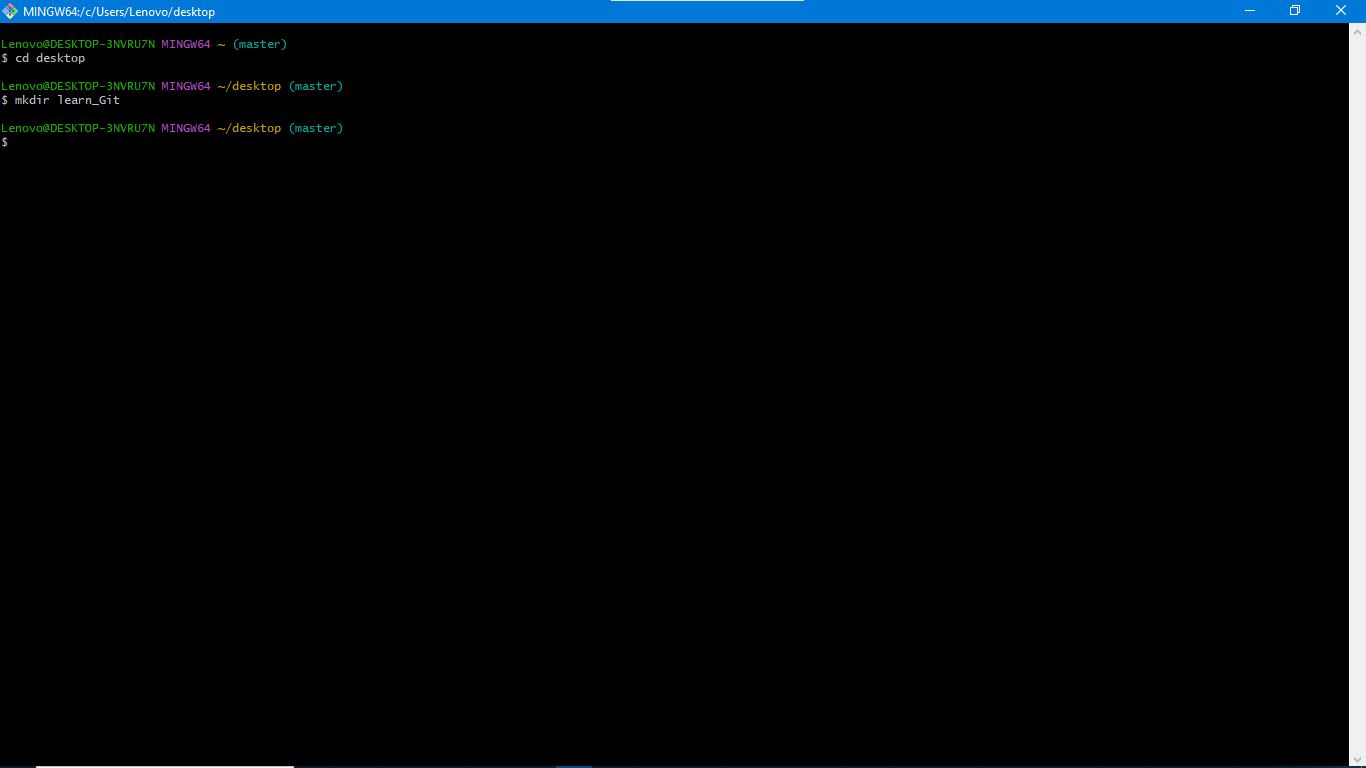 MINGW64:/c/Users/Lenovo/desktop
Lenovo@DESKTOP-3NVRU7N MINGW64 ~ (master)
$ cd desktop
Lenovo@DESKTOP-3NVRU7N MINGW64 ~/desktop (master)
$ mkdir learn_Git
Lenovo@DESKTOP-3NVRU7N MINGW64 ~/desktop (master)
$